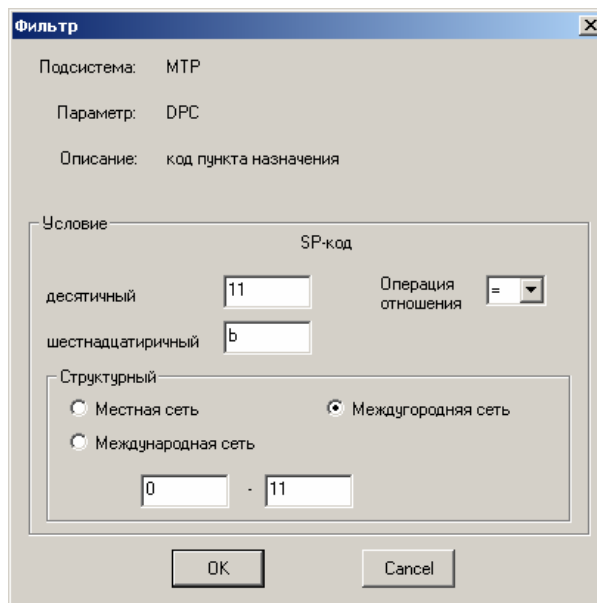 Фильтр
Подсистема: MTP
Параметр: DPC
Описание: код пункта назначения
Условие
SP-код
десятичный 11 Операция отношения =
шестнадцатиричный b
Структурный
Местная сеть Междугородняя сеть
Международная сеть
0 - 11
OK Cancel